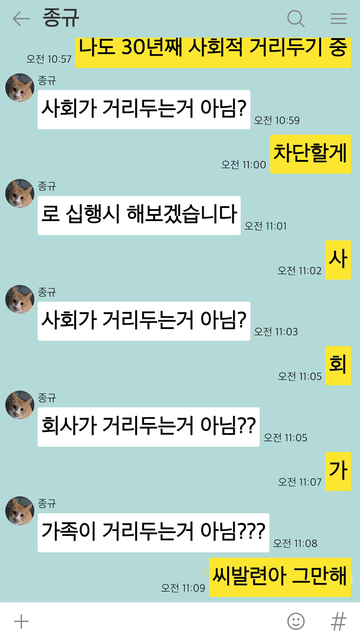 종규
나도 30년째 사회적 거리두기 중
오전 10:57
종규
사회가 거리두는거 아님?
오전 10:59
차단할게
오전 11:00
종규
로 십행시 해보겠습니다
오전 11:01
사
오전 11:02
종규
사회가 거리두는거 아님?
오전 11:03
회
오전 11:05
종규
회사가 거리두는거 아님??
오전 11:05
가
오전 11:07
종규
가족이 거리두는거 아님???
오전 11:08
씨발련아 그만해
오전 11:09